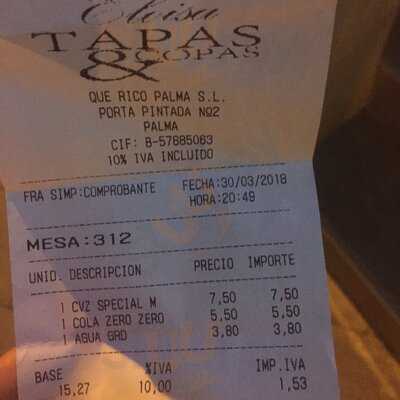 Elvisa
TAPAS
& COPAS
QUE RICO PALMA S.L.
PORTA PINTADA Nº2
PALMA
CIF: B-57685063
10% IVA INCLUIDO
FRA SIMP:COMPROBANTE FECHA:30/03/2018
HORA:20:49
MESA:312
UNID. DESCRIPCION PRECIO IMPORTE
1 CVZ SPECIAL M 7,50 7,50
1 COLA ZERO ZERO 5,50 5,50
1 AGUA GRD 3,80 3,80
BASE %IVA IMP.IVA
15,27 10,00 1,53